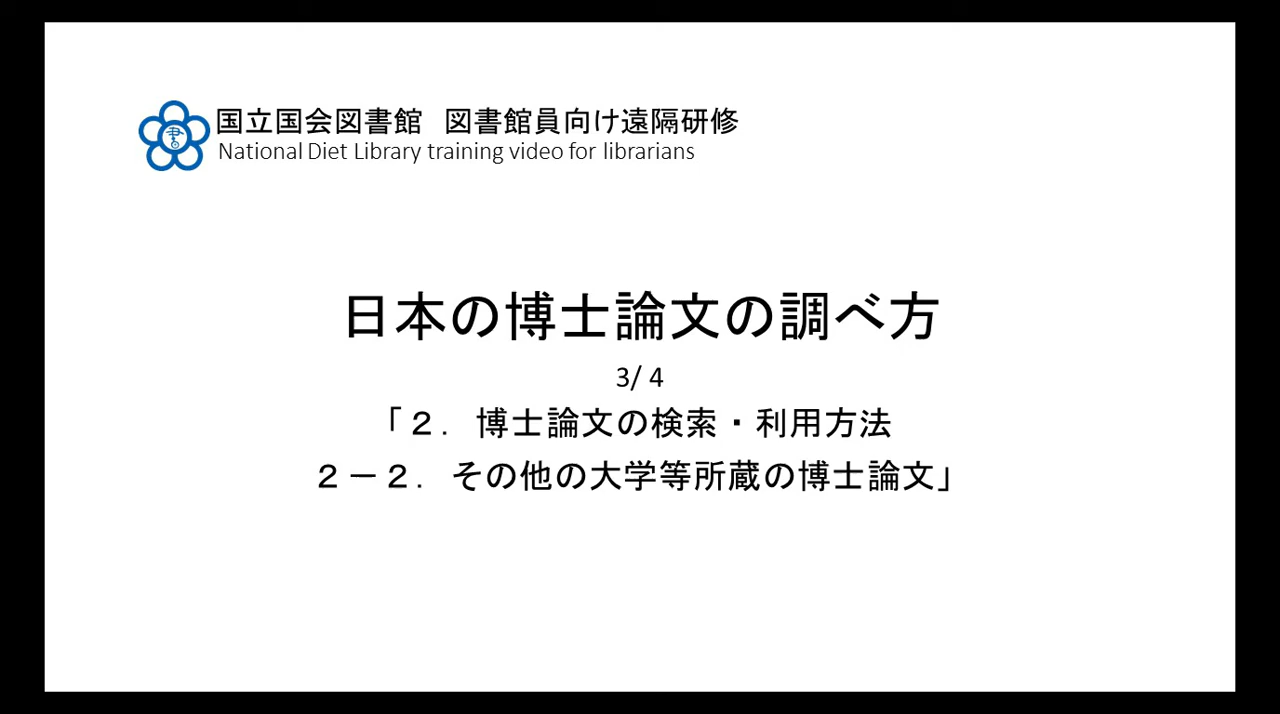 国立国会図書館　図書館員向け遠隔研修
National Diet Library training video for librarians
日本の博士論文の調べ方
3/ 4
「２．博士論文の検索・利用方法
２－２．その他の大学等所蔵の博士論文」